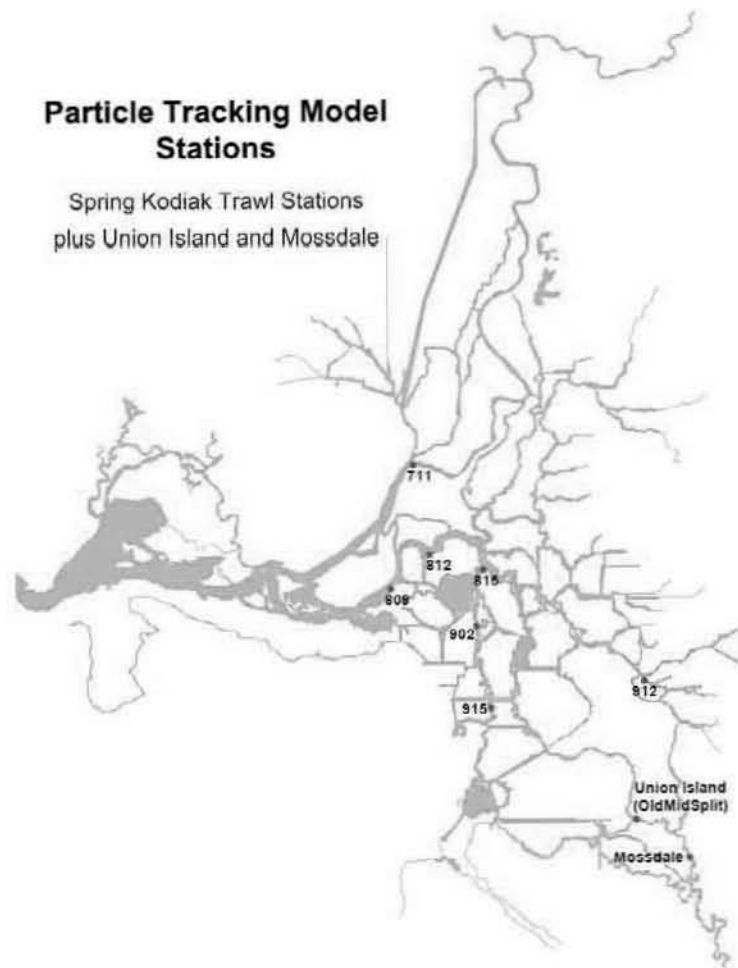 Particle Tracking Model
Stations
Spring Kodiak Trawl Stations
plus Union Island and Mossdale
711
812
815
809
902
912
915
Union Island
(OldMidSplit)
Mossdale